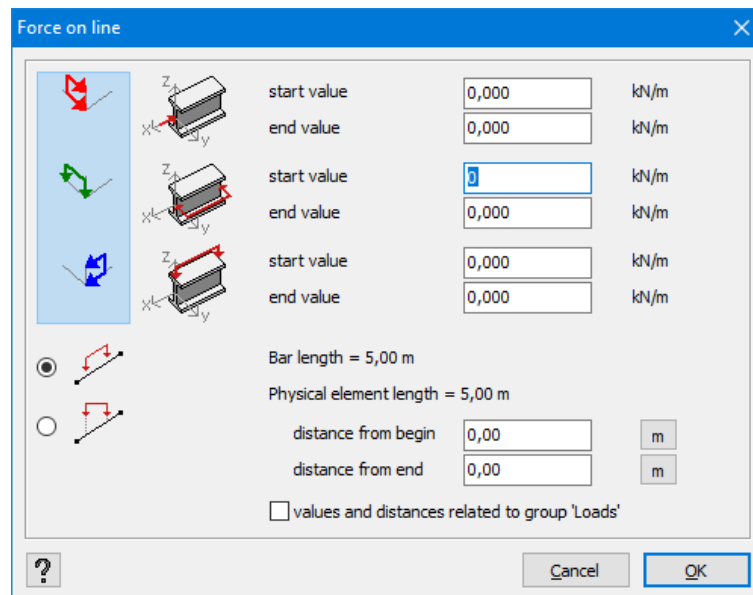 Force on line
start value 0,000 kN/m
end value 0,000 kN/m
start value 0 kN/m
end value 0,000 kN/m
start value 0,000 kN/m
end value 0,000 kN/m
Z
x
y
Z
x
y
Z
x
y
Bar length = 5,00 m
Physical element length = 5,00 m
distance from begin 0,00 m
distance from end 0,00 m
values and distances related to group 'Loads'
? Cancel OK